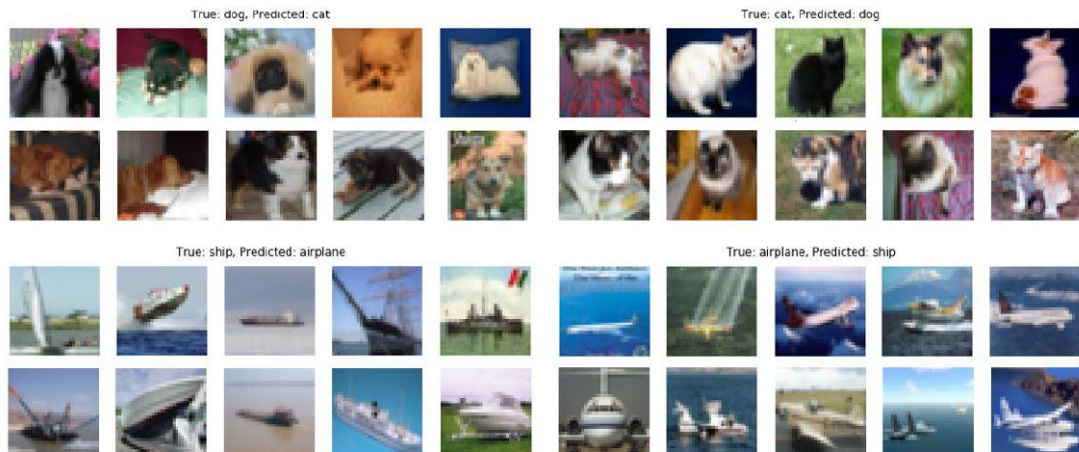 True: dog, Predicted: cat
True: cat, Predicted: dog
True: ship, Predicted: airplane
True: airplane, Predicted: ship